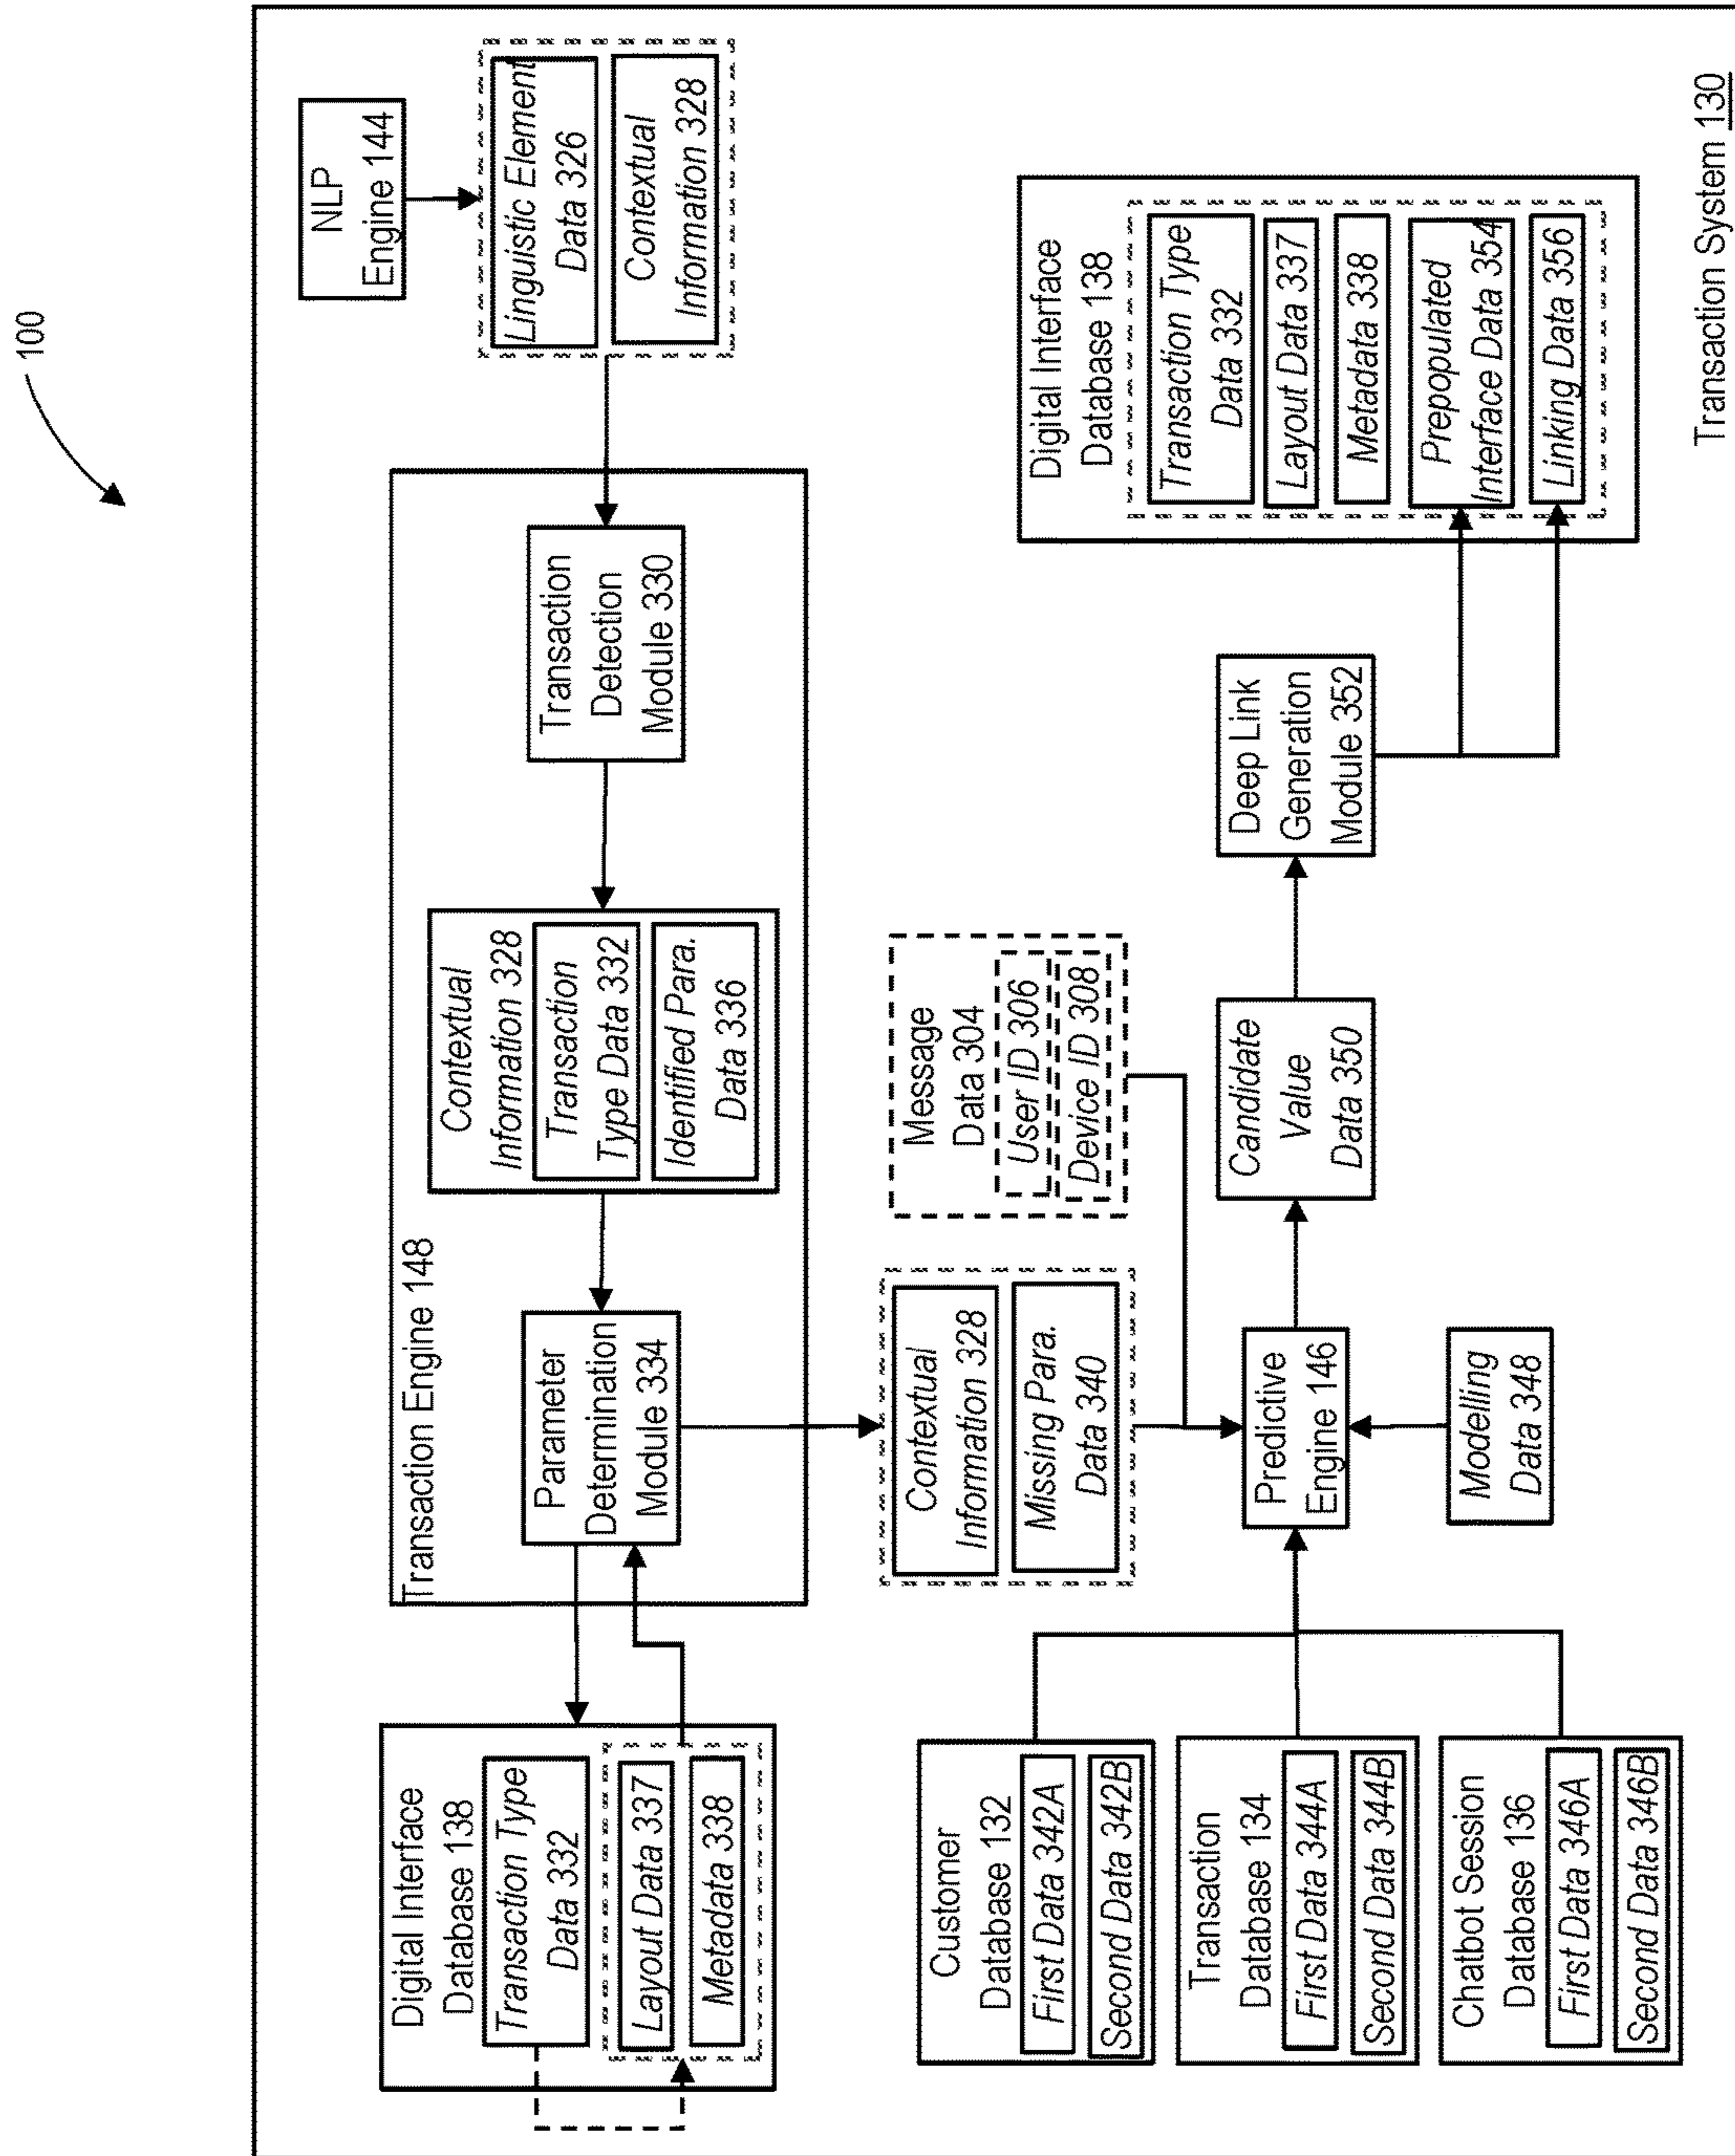 100
NLP
Engine 144
Linguistic Element
Data 326
Contextual
Information 328
Transaction Engine 148
Transaction
Detection
Module 330
Contextual
Information 328
Transaction
Type Data 332
Identified Para.
Data 336
Parameter
Determination
Module 334
Digital Interface
Database 138
Transaction Type
Data 332
Layout Data 337
Metadata 338
Contextual
Information 328
Missing Para.
Data 340
Message
Data 304
User ID 306
Device ID 308
Customer
Database 132
First Data 342A
Second Data 342B
Transaction
Database 134
First Data 344A
Second Data 344B
Chatbot Session
Database 136
First Data 346A
Second Data 346B
Predictive
Engine 146
Modelling
Data 348
Candidate
Value
Data 350
Deep Link
Generation
Module 352
Digital Interface
Database 138
Transaction Type
Data 332
Layout Data 337
Metadata 338
Prepopulated
Interface Data 354
Linking Data 356
Transaction System 130